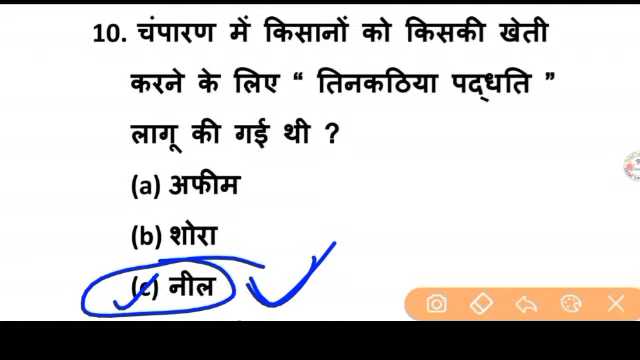 10. चंपारण में किसानों को किसकी खेती
करने के लिए “ तिनकठिया पद्धति ”
लागू की गई थी ?
(a) अफीम
(b) शोरा
(c) नील